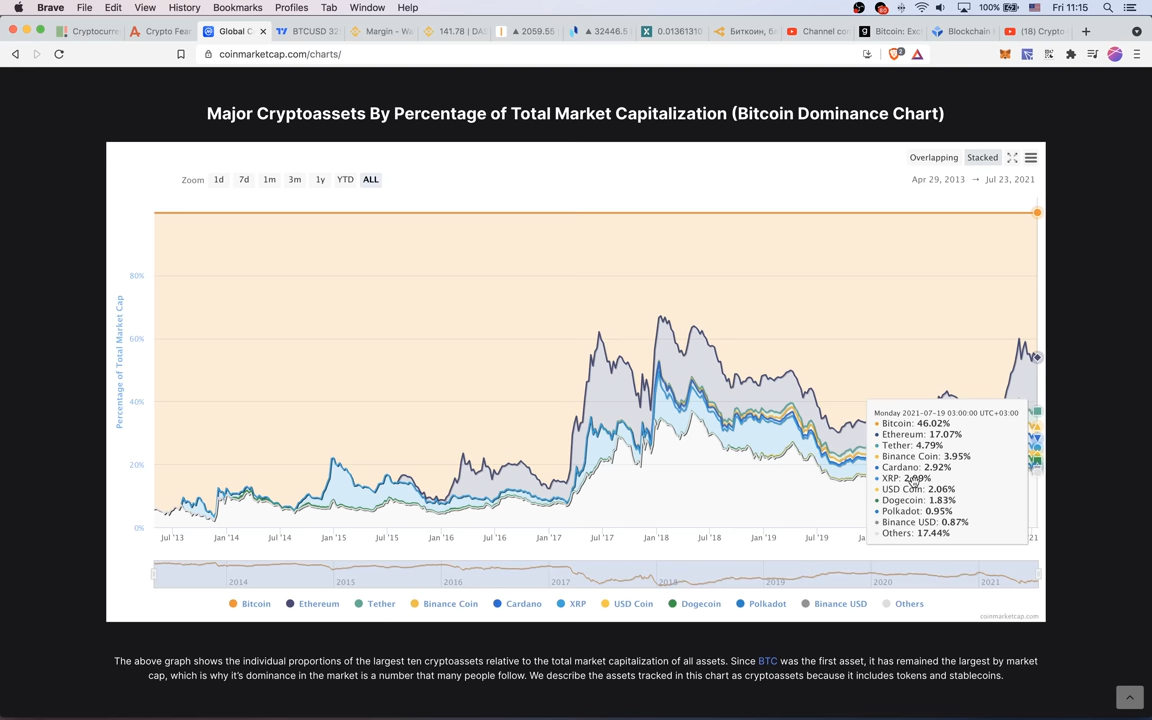 Brave File Edit View History Bookmarks Profiles Tab Window Help 100% Fri 11:15
Cryptocurre Crypto Fear Global C BTCUSD 32 Margin - Wa 141.78 | DAS ▲ 2059.55 ▲ 32446.5 0.01361310 Биткоин, б Channel co Bitcoin: Exc Blockchain (18) Crypto
coinmarketcap.com/charts/
Major Cryptoassets By Percentage of Total Market Capitalization (Bitcoin Dominance Chart)
Overlapping Stacked
Zoom 1d 7d 1m 3m 1y YTD ALL Apr 29, 2013 → Jul 23, 2021
Percentage of Total Market Cap
80%
60%
40%
20%
0%
Monday 2021-07-19 03:00:00 UTC+03:00
Bitcoin: 46.02%
Ethereum: 17.07%
Tether: 4.79%
Binance Coin: 3.95%
Cardano: 2.92%
XRP:
USD Coin: 2.06%
Dogecoin: 1.83%
Polkadot: 0.95%
Binance USD: 0.87%
Others: 17.44%
Jul '13 Jan '14 Jul '14 Jan '15 Jul '15 Jan '16 Jul '16 Jan '17 Jul '17 Jan '18 Jul '18 Jan '19 Jul '19
2014 2015 2016 2017 2018 2019 2020 2021
Bitcoin Ethereum Tether Binance Coin Cardano XRP USD Coin Dogecoin Polkadot Binance USD Others
coinmarketcap.com
The above graph shows the individual proportions of the largest ten cryptoassets relative to the total market capitalization of all assets. Since BTC was the first asset, it has remained the largest by market
cap, which is why it's dominance in the market is a number that many people follow. We describe the assets tracked in this chart as cryptoassets because it includes tokens and stablecoins.